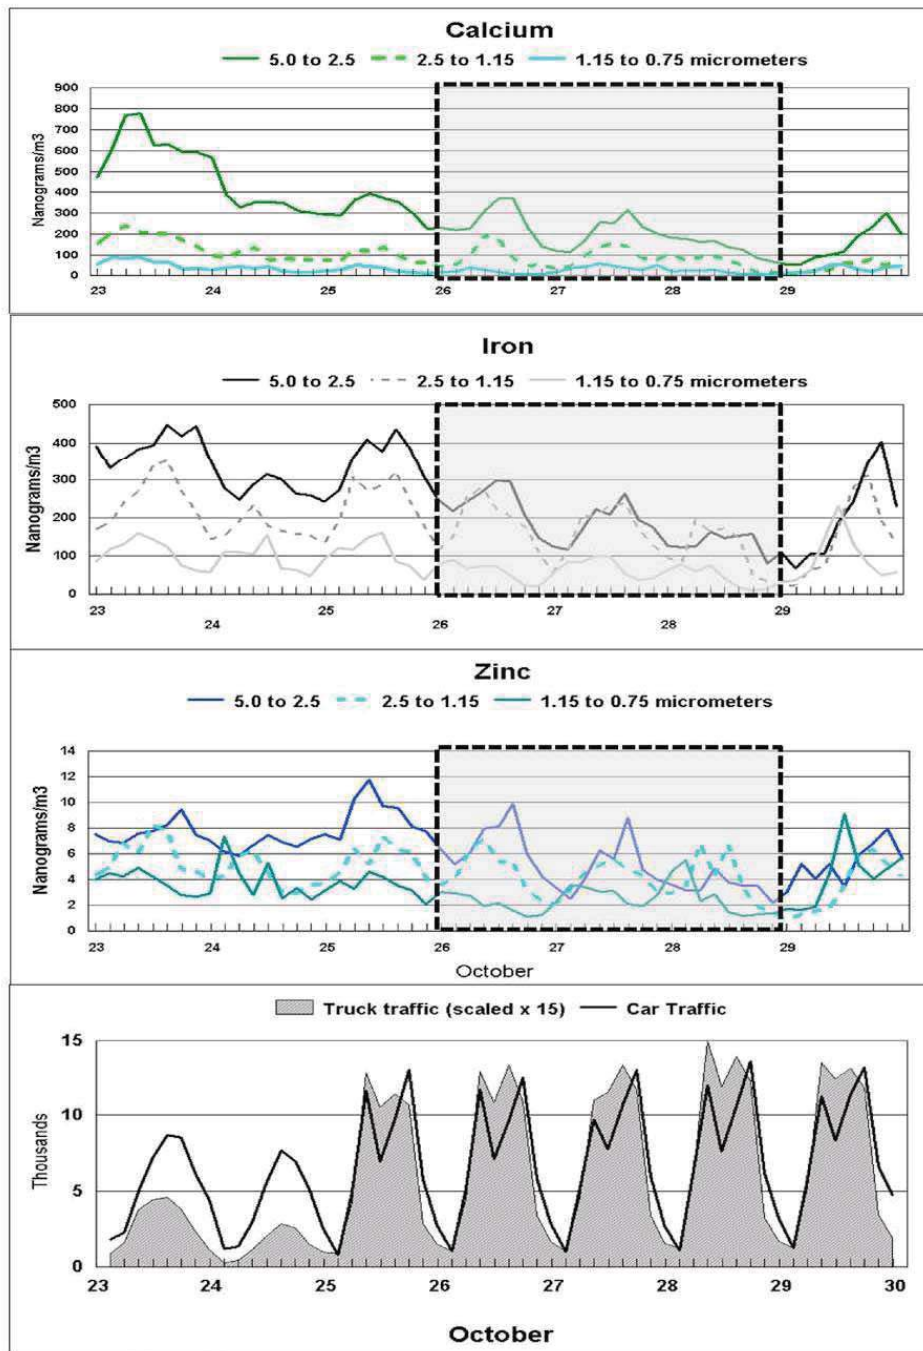 Calcium
5.0 to 2.5 2.5 to 1.15 1.15 to 0.75 micrometers
Nanograms/m3
900
800
700
600
500
400
300
200
100
0
23 24 25 26 27 28 29
Iron
5.0 to 2.5 2.5 to 1.15 1.15 to 0.75 micrometers
Nanograms/m3
500
400
300
200
100
0
23 25 27 29
24 26 28
Zinc
5.0 to 2.5 2.5 to 1.15 1.15 to 0.75 micrometers
Nanograms/m3
14
12
10
8
6
4
2
0
23 24 25 26 27 28 29
October
Truck traffic (scaled x 15) Car Traffic
Thousands
15
10
5
0
23 24 25 26 27 28 29 30
October